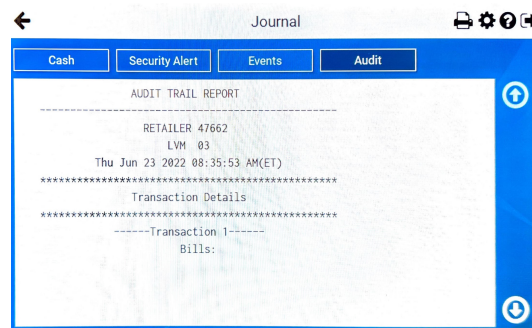 Journal
Cash Security Alert Events Audit
AUDIT TRAIL REPORT
------------------------------------------------
RETAILER 47662
LVM 03
Thu Jun 23 2022 08:35:53 AM(ET)
************************************************
Transaction Details
************************************************
------Transaction 1------
Bills: